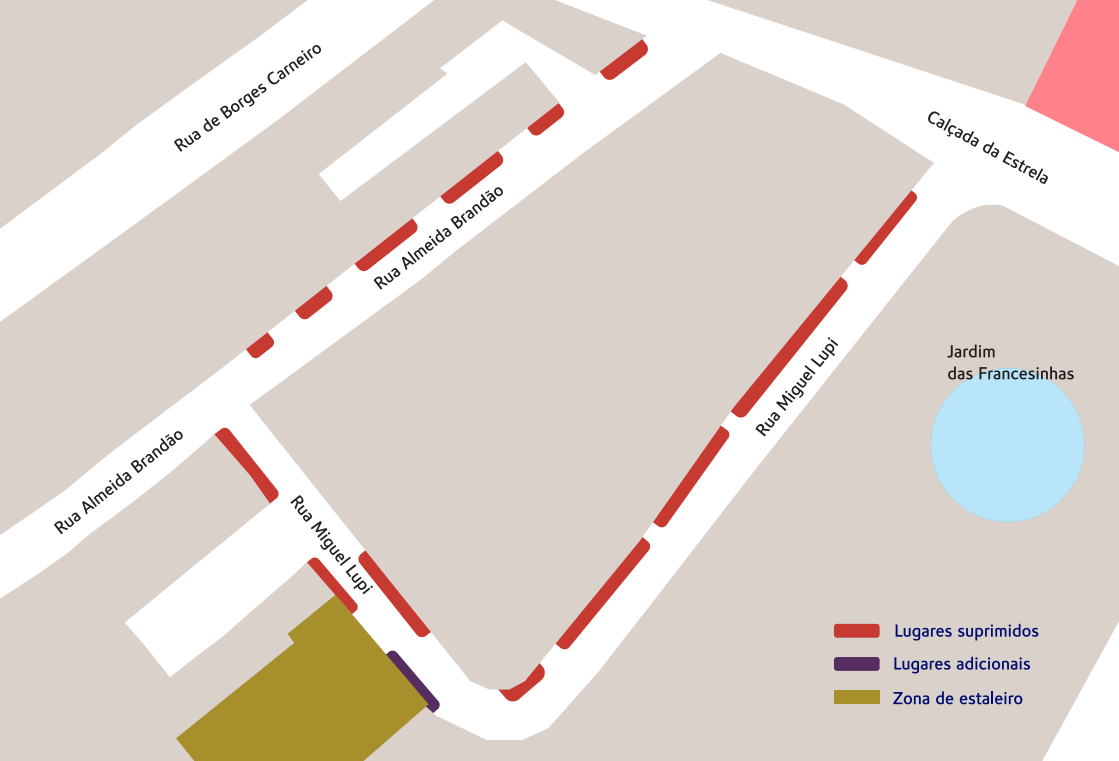 Rua de Borges Carneiro
Calçada da Estrela
Rua Almeida Brandão
Rua Miguel Lupi
Jardim
das Francesinhas
Rua Almeida Brandão
Rua Miguel Lupi
Lugares suprimidos
Lugares adicionais
Zona de estaleiro